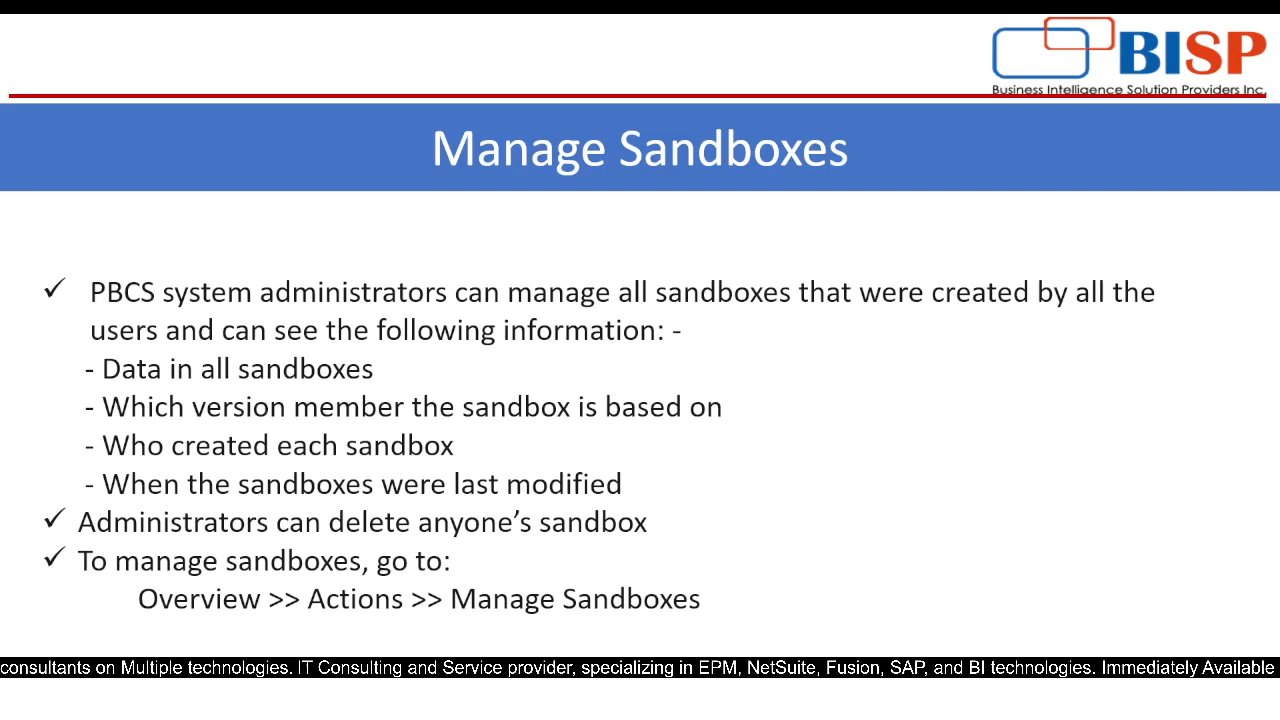 BISP
Business Intelligence Solution Providers Inc.
Manage Sandboxes
✓ PBCS system administrators can manage all sandboxes that were created by all the
users and can see the following information: -
- Data in all sandboxes
- Which version member the sandbox is based on
- Who created each sandbox
- When the sandboxes were last modified
✓ Administrators can delete anyone’s sandbox
✓ To manage sandboxes, go to:
Overview >> Actions >> Manage Sandboxes
consultants on Multiple technologies. IT Consulting and Service provider, specializing in EPM, NetSuite, Fusion, SAP, and BI technologies. Immediately Available